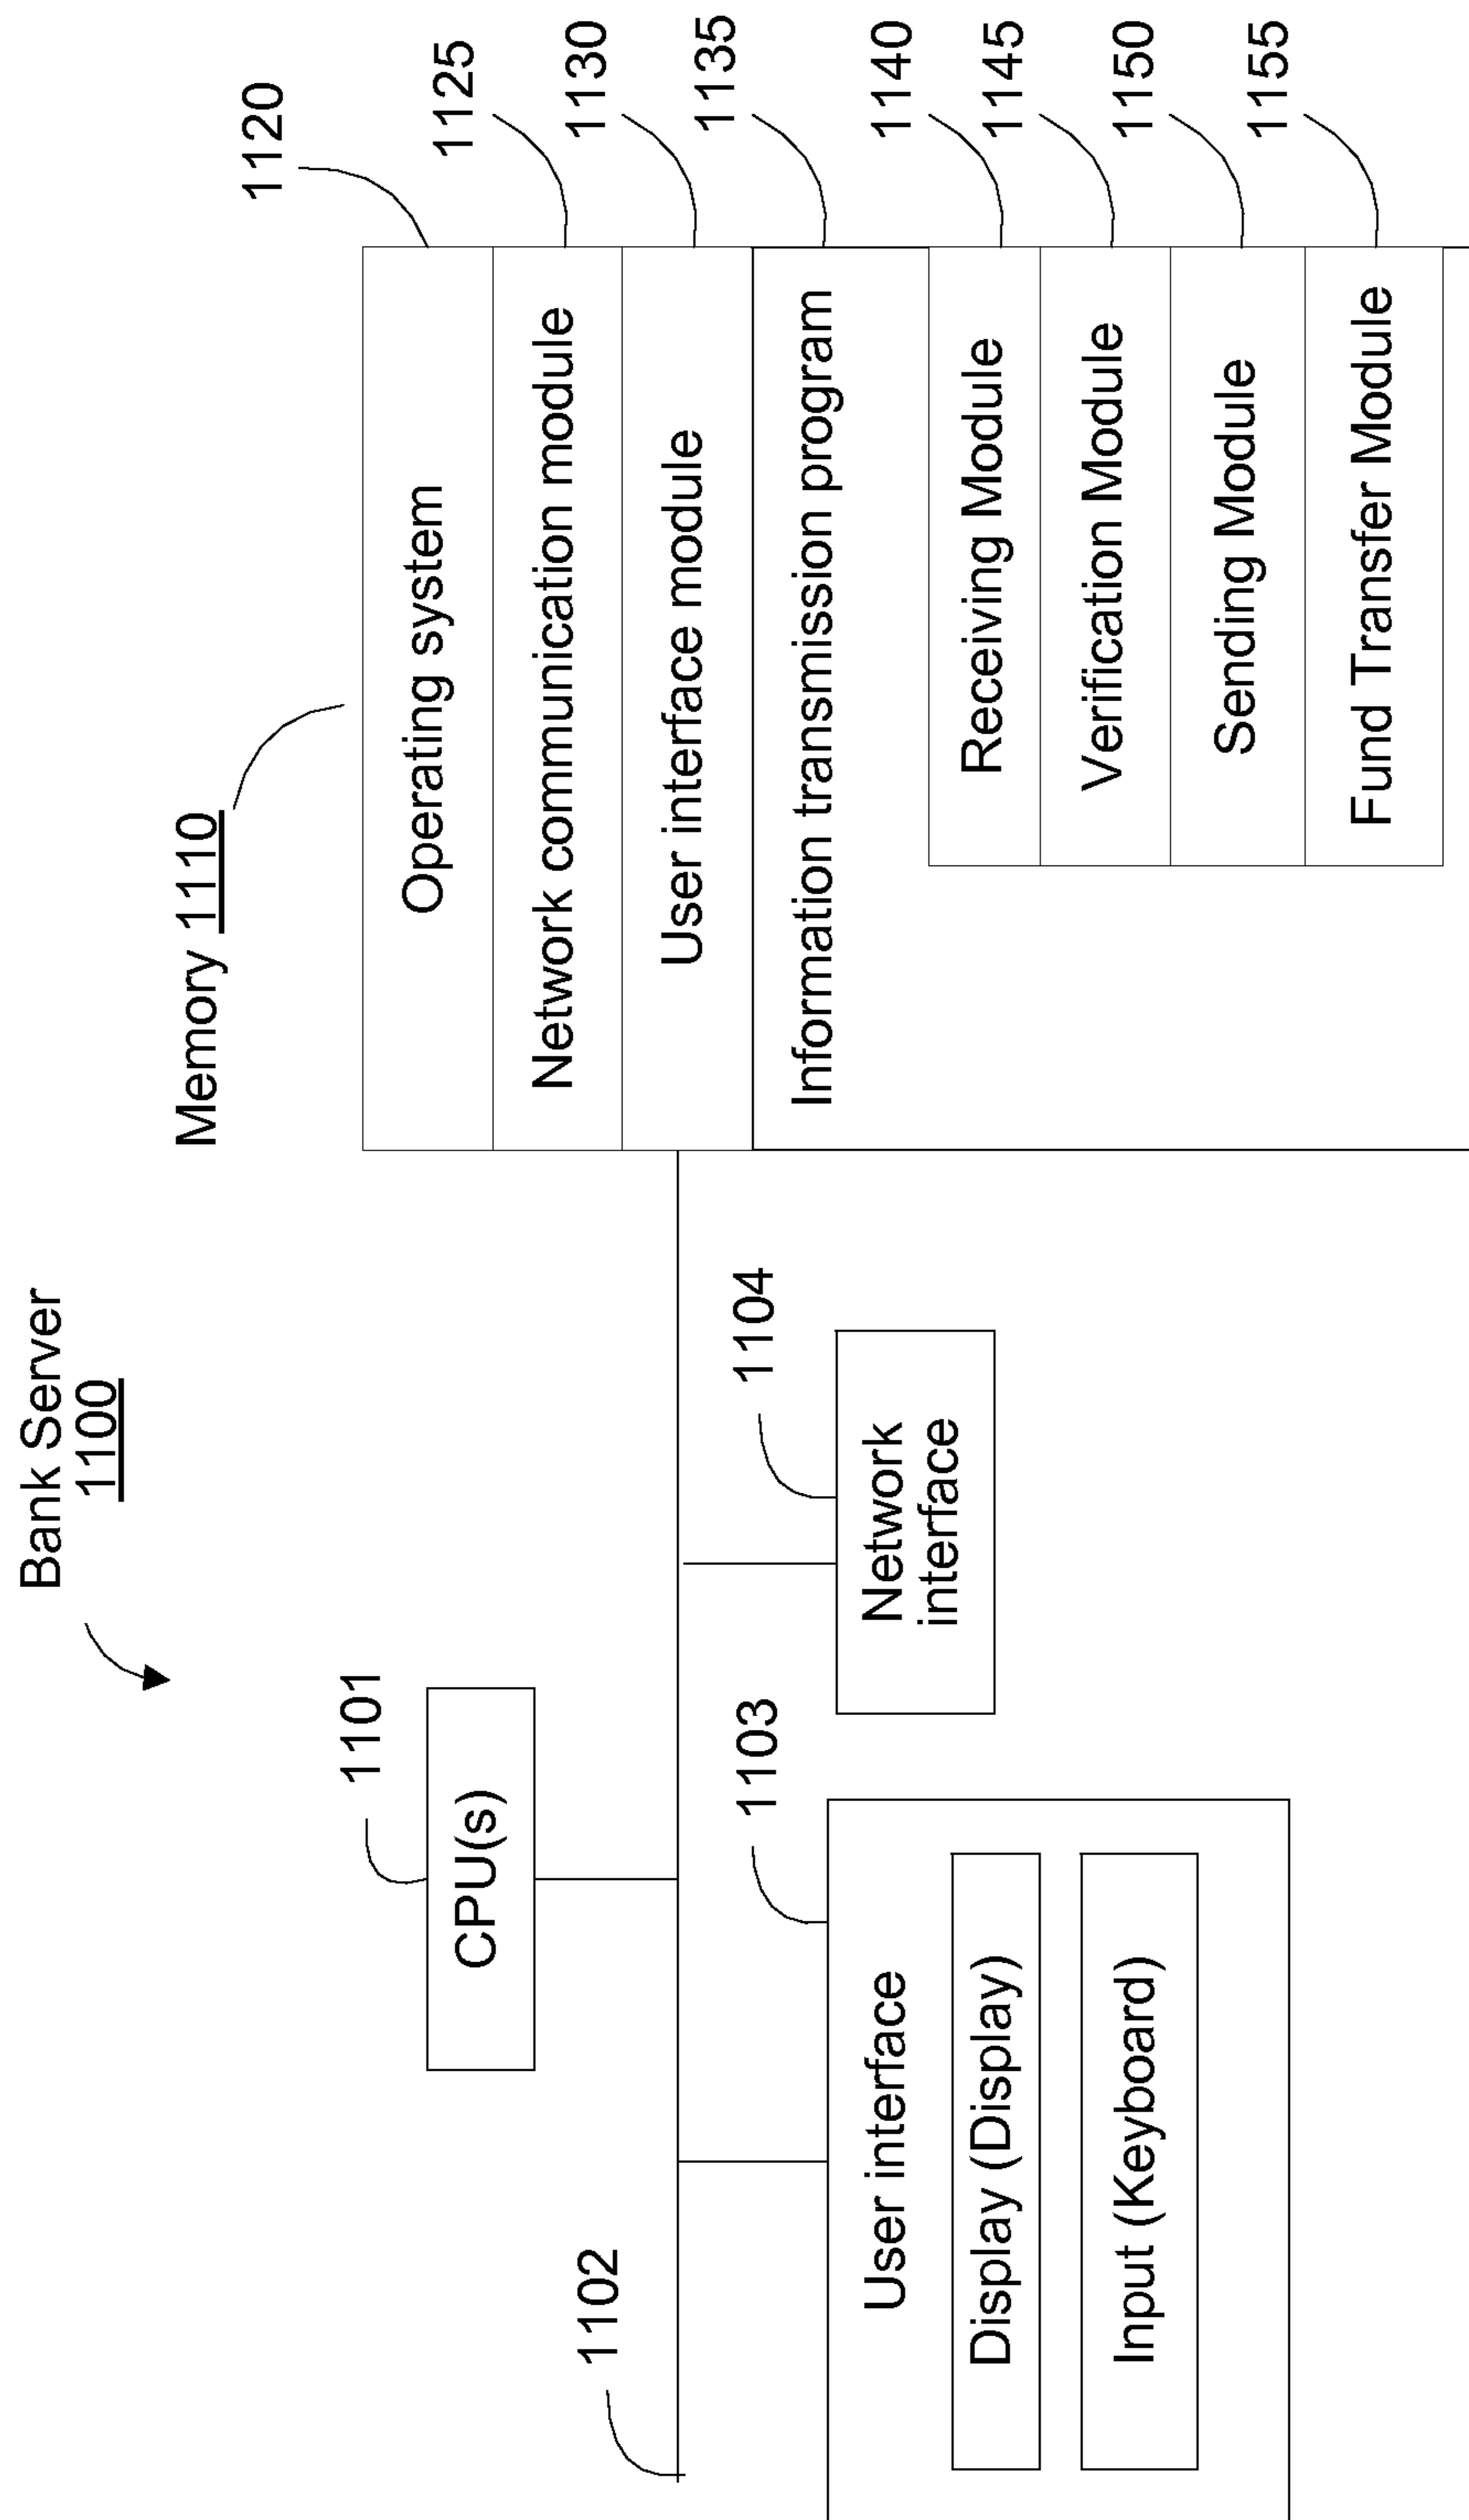 Bank Server
1100
Memory 1110
1120
1101
CPU(s)
Operating system
1125
Network communication module
1130
1102
User interface module
1135
1103
1104
Information transmission program
1140
User interface
Network
interface
Receiving Module
1145
Display (Display)
Verification Module
1150
Input (Keyboard)
Sending Module
1155
Fund Transfer Module